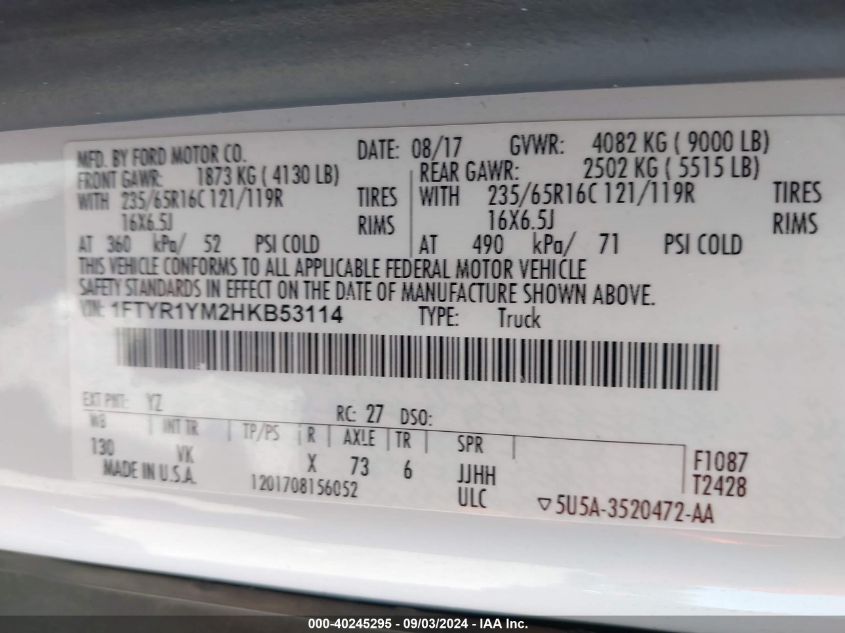 MFD. BY FORD MOTOR CO. DATE: 08/17 GVWR: 4082 KG ( 9000 LB)
FRONT GAWR: 1873 KG ( 4130 LB) REAR GAWR: 2502 KG ( 5515 LB)
WITH 235/65R16C 121/119R TIRES WITH 235/65R16C 121/119R TIRES
16X6.5J RIMS 16X6.5J RIMS
AT 360 kPa/ 52 PSI COLD AT 490 kPa/ 71 PSI COLD
THIS VEHICLE CONFORMS TO ALL APPLICABLE FEDERAL MOTOR VEHICLE
SAFETY STANDARDS IN EFFECT ON THE DATE OF MANUFACTURE SHOWN ABOVE.
VIN: 1FTYR1YM2HKB53114 TYPE: Truck
EXT PNT: YZ RC: 27 DSO:
WB INT TR TP/PS R AXLE TR SPR
130 VK X 73 6 JJHH F1087
MADE IN U.S.A. 1201708156052 ULC T2428
5U5A-3520472-AA
000-40245295 - 09/03/2024 - IAA Inc.